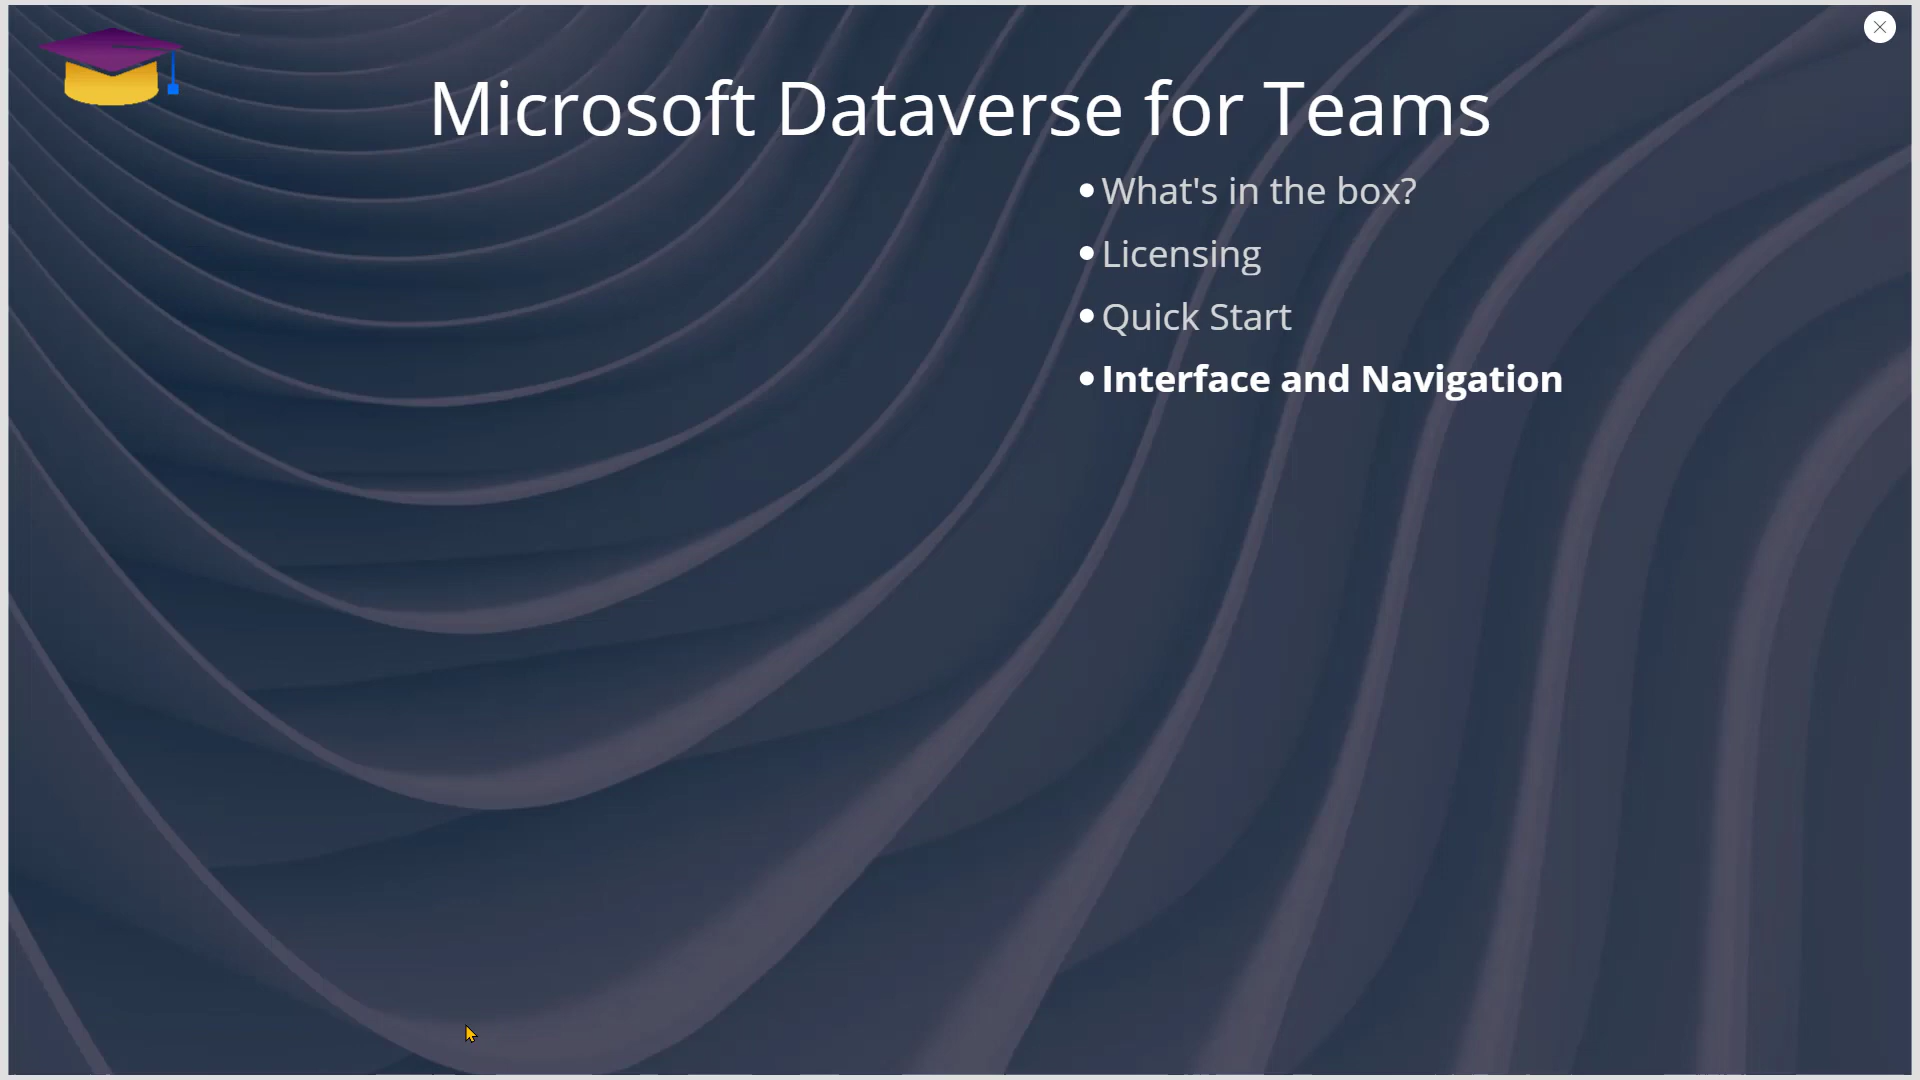 Microsoft Dataverse for Teams
What's in the box?
Licensing
Quick Start
Interface and Navigation